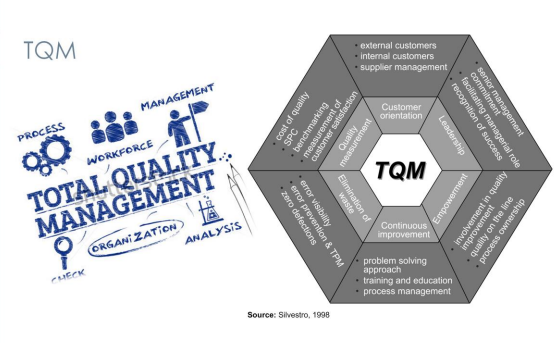 TQM
MANAGEMENT
PROCESS
WORKFORCE
TOTAL QUALITY
MANAGEMENT
ORGANIZATION
ANALYSIS
CHECK
• external customers
• internal customers
• supplier management
Customer
orientation
• senior management
commitment
• facilitating managerial role
• recognition of success
Leadership
• involvement in quality
improvement
• quality on the line
• process ownership
Empowerment
• problem solving
approach
• training and education
• process management
Continuous
improvement
• error visibility
• error prevention & TPM
• zero defections
Elimination of
waste
• cost of quality
• SPC
• benchmarking
• measurement of
customer satisfaction
Quality
measurement
TQM
Source: Silvestro, 1998